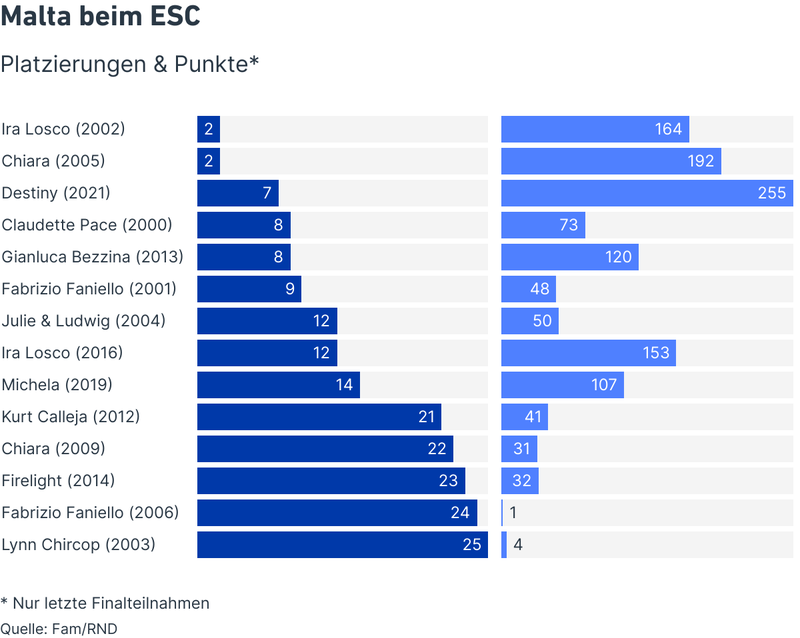 Malta beim ESC
Platzierungen & Punkte*
Ira Losco (2002) 2 164
Chiara (2005) 2 192
Destiny (2021) 7 255
Claudette Pace (2000) 8 73
Gianluca Bezzina (2013) 8 120
Fabrizio Faniello (2001) 9 48
Julie & Ludwig (2004) 12 50
Ira Losco (2016) 12 153
Michela (2019) 14 107
Kurt Calleja (2012) 21 41
Chiara (2009) 22 31
Firelight (2014) 23 32
Fabrizio Faniello (2006) 24 1
Lynn Chircop (2003) 25 4
* Nur letzte Finalteilnahmen
Quelle: Fam/RND